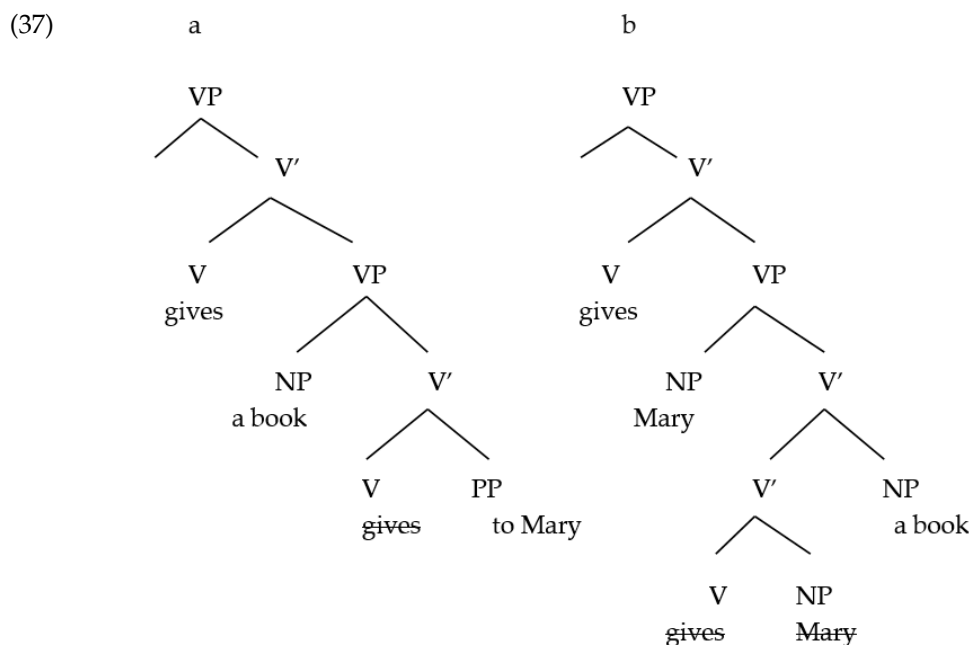 (37) a b
VP VP
V′ V′
V VP V VP
gives gives
NP V′ NP V′
a book Mary
V PP V′ NP
~~gives~~ to Mary a book
V NP
~~gives~~ ~~Mary~~